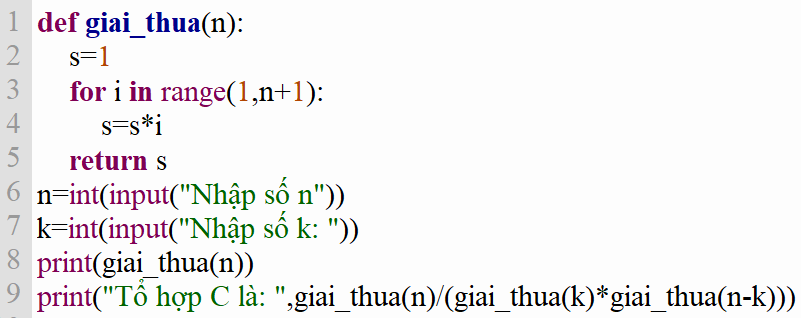 1 def giai_thua(n):
2 s=1
3 for i in range(1,n+1):
4 s=s*i
5 return s
6 n=int(input("Nhập số n"))
7 k=int(input("Nhập số k: "))
8 print(giai_thua(n))
9 print("Tổ hợp C là: ",giai_thua(n)/(giai_thua(k)*giai_thua(n-k)))